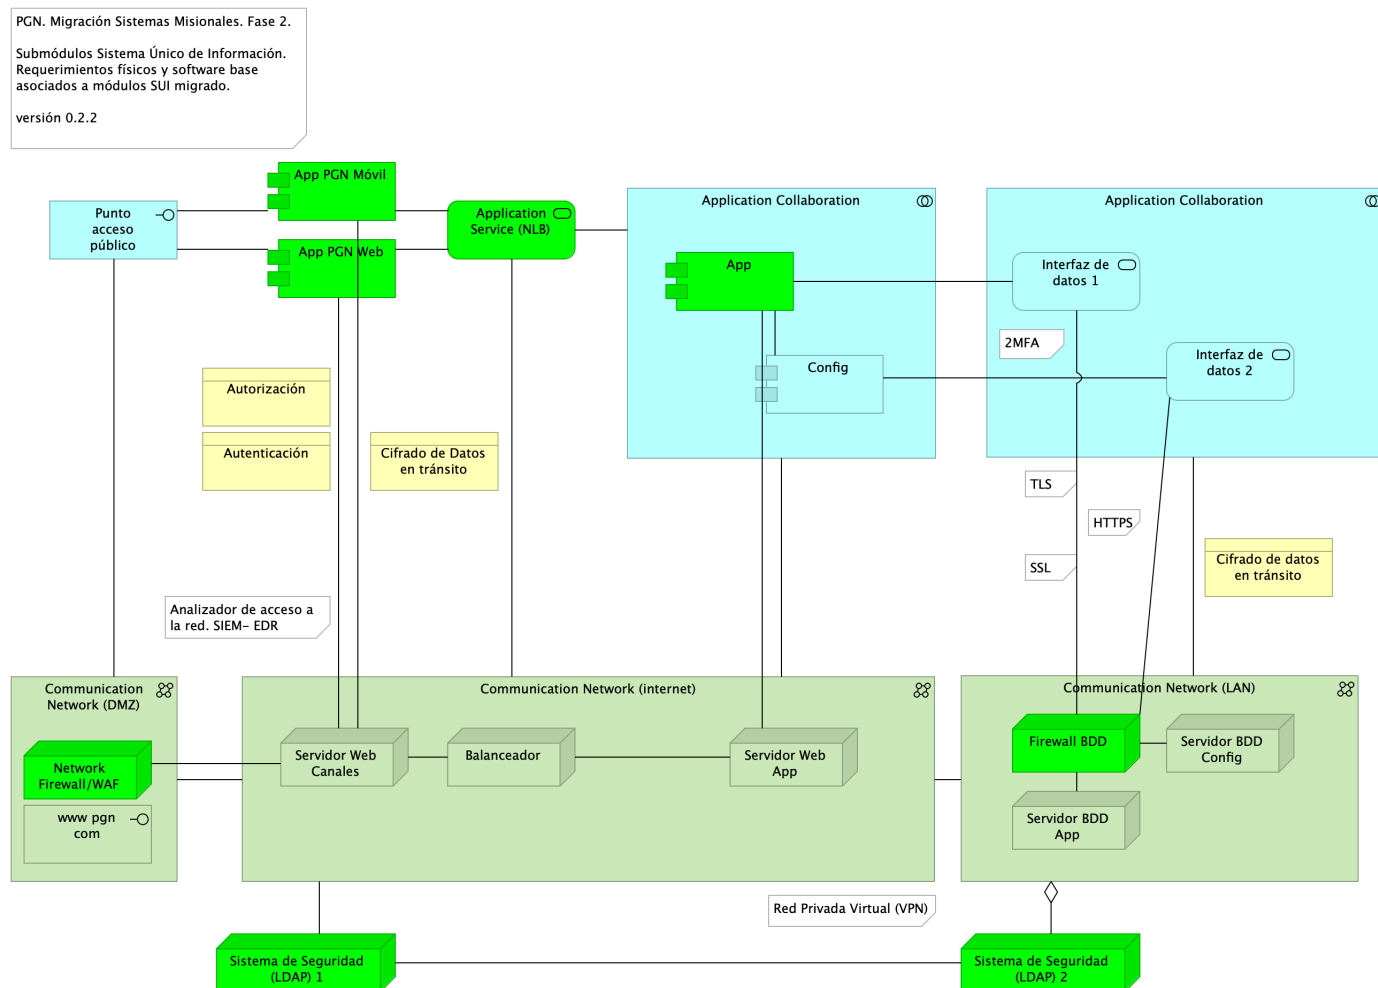 PGN. Migración Sistemas Misionales. Fase 2.
Submódulos Sistema Único de Información.
Requerimientos físicos y software base
asociados a módulos SUI migrado.
versión 0.2.2
Punto
acceso
público
App PGN Móvil
App PGN Web
Application
Service (NLB)
Application Collaboration
App
Config
Application Collaboration
Interfaz de
datos 1
2MFA
Interfaz de
datos 2
Autorización
Autenticación
Cifrado de Datos
en tránsito
TLS
HTTPS
SSL
Cifrado de datos
en tránsito
Analizador de acceso a
la red. SIEM- EDR
Communication
Network (DMZ)
Network
Firewall/WAF
www pgn
com
Communication Network (internet)
Servidor Web
Canales
Balanceador
Servidor Web
App
Communication Network (LAN)
Firewall BDD
Servidor BDD
Config
Servidor BDD
App
Red Privada Virtual (VPN)
Sistema de Seguridad
(LDAP) 1
Sistema de Seguridad
(LDAP) 2